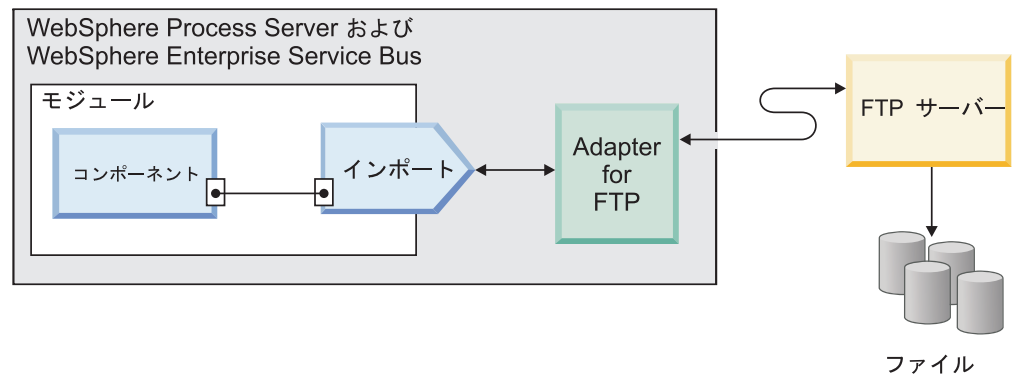 WebSphere Process Server および
WebSphere Enterprise Service Bus
モジュール
コンポーネント
インポート
Adapter
for
FTP
FTP サーバー
ファイル